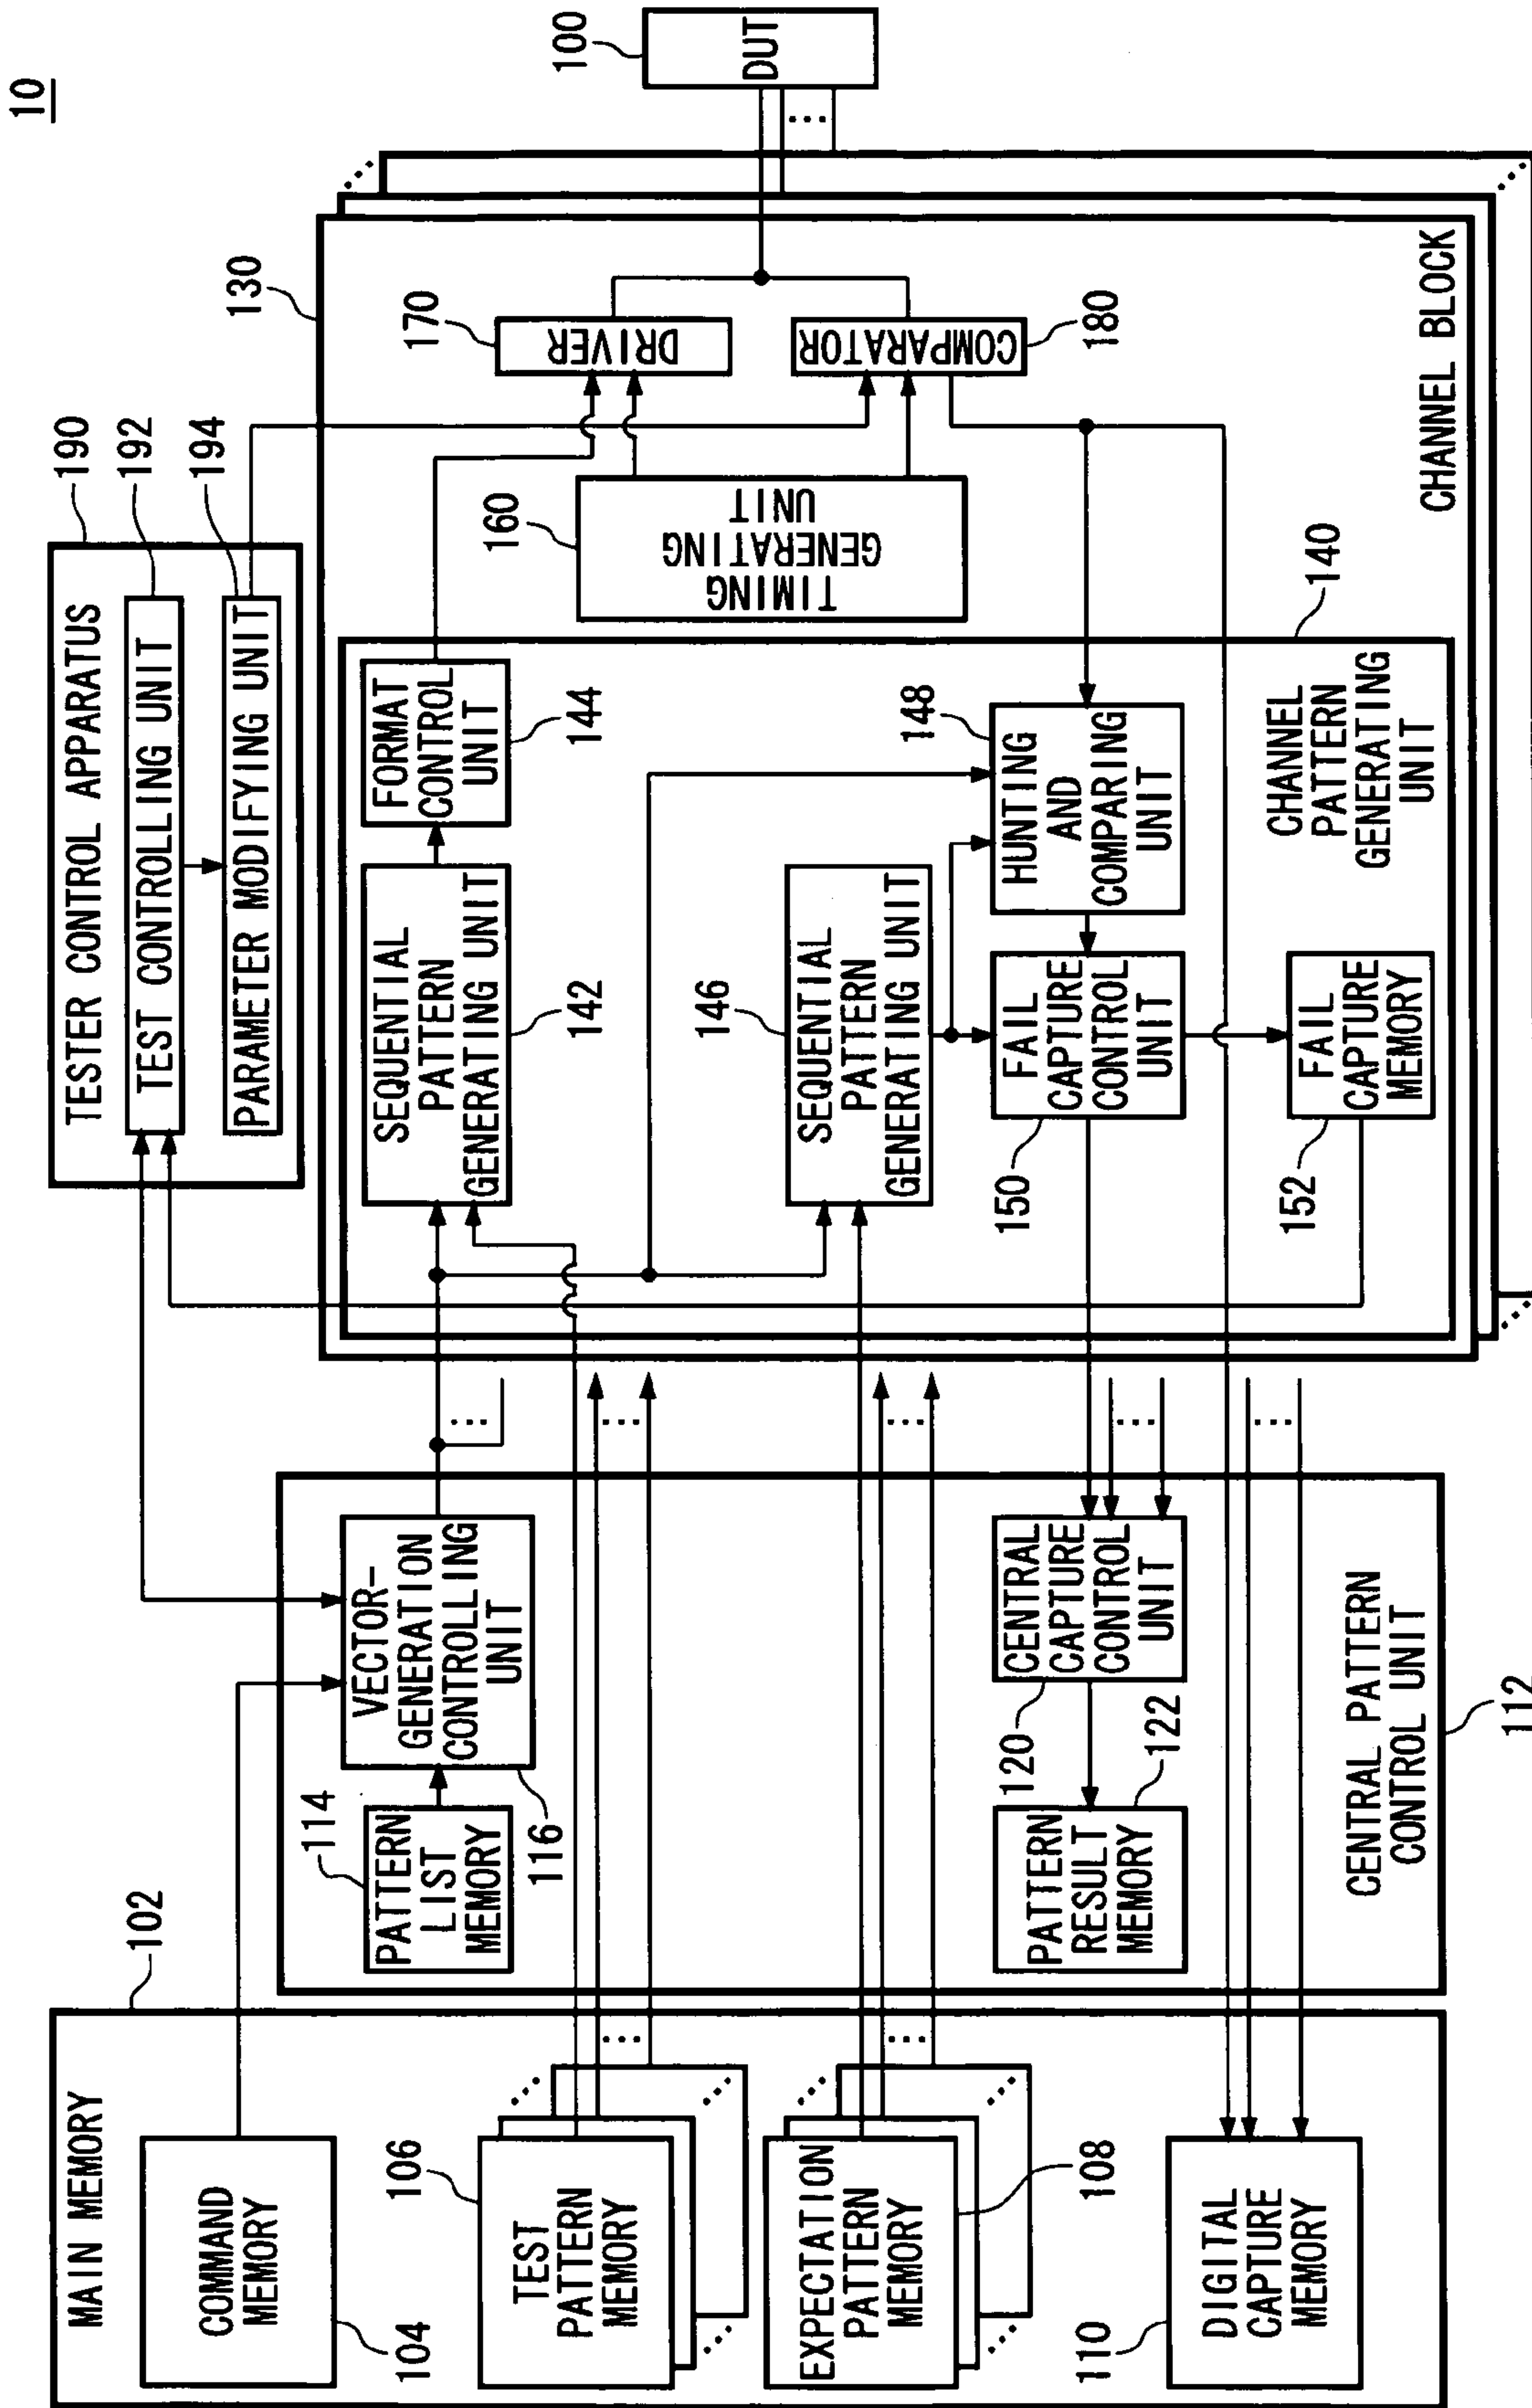 10
MAIN MEMORY
102
COMMAND
MEMORY
104
TEST
PATTERN
MEMORY
106
EXPECTATION
PATTERN
MEMORY
108
DIGITAL
CAPTURE
MEMORY
110
114
PATTERN
LIST
MEMORY
VECTOR-
GENERATION
CONTROLLING
UNIT
116
CENTRAL
CAPTURE
CONTROL
UNIT
120
PATTERN
RESULT
MEMORY
122
CENTRAL PATTERN
CONTROL UNIT
112
TESTER CONTROL APPARATUS
190
TEST CONTROLLING UNIT
192
PARAMETER MODIFYING UNIT
194
130
SEQUENTIAL
PATTERN
GENERATING UNIT
142
FORMAT
CONTROL
UNIT
144
SEQUENTIAL
PATTERN
GENERATING UNIT
146
HUNTING
AND
COMPARING
UNIT
148
FAIL
CAPTURE
CONTROL
UNIT
150
FAIL
CAPTURE
MEMORY
152
CHANNEL
PATTERN
GENERATING
UNIT
140
TIMING
GENERATING
UNIT
160
DRIVER
170
COMPARATOR
180
CHANNEL BLOCK
DUT
100